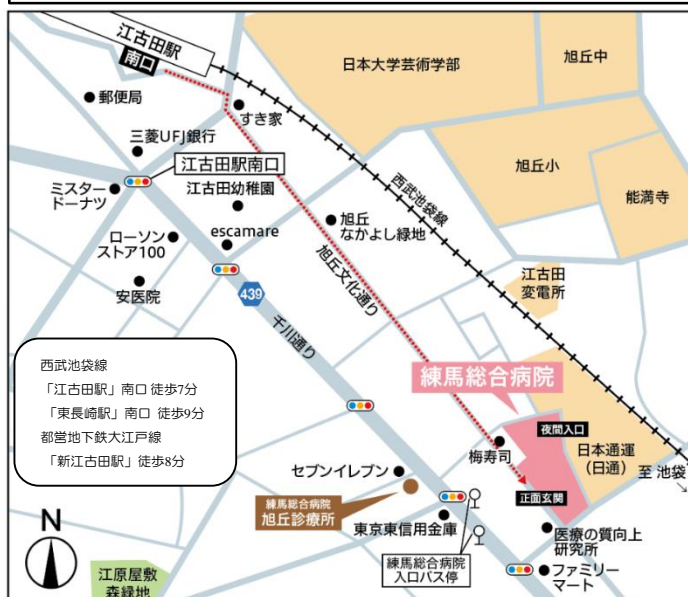 江古田駅
南口
郵便局
すき家
三菱UFJ銀行
江古田駅南口
ミスター
ドーナツ
江古田幼稚園
ローソン
ストア100
escamare
安医院
439
千川通り
旭丘
なかよし緑地
旭丘文化通り
西武池袋線
日本大学芸術学部
旭丘中
旭丘小
能満寺
江古田
変電所
練馬総合病院
夜間入口
日本通運
(日通)
至 池袋
→
梅寿司
正面玄関
西武池袋線
「江古田駅」南口 徒歩7分
「東長崎駅」南口 徒歩9分
都営地下鉄大江戸線
「新江古田駅」徒歩8分
セブンイレブン
練馬総合病院
旭丘診療所
東京東信用金庫
練馬総合病院
入口バス停
医療の質向上
研究所
ファミリー
マート
N
江原屋敷
森緑地